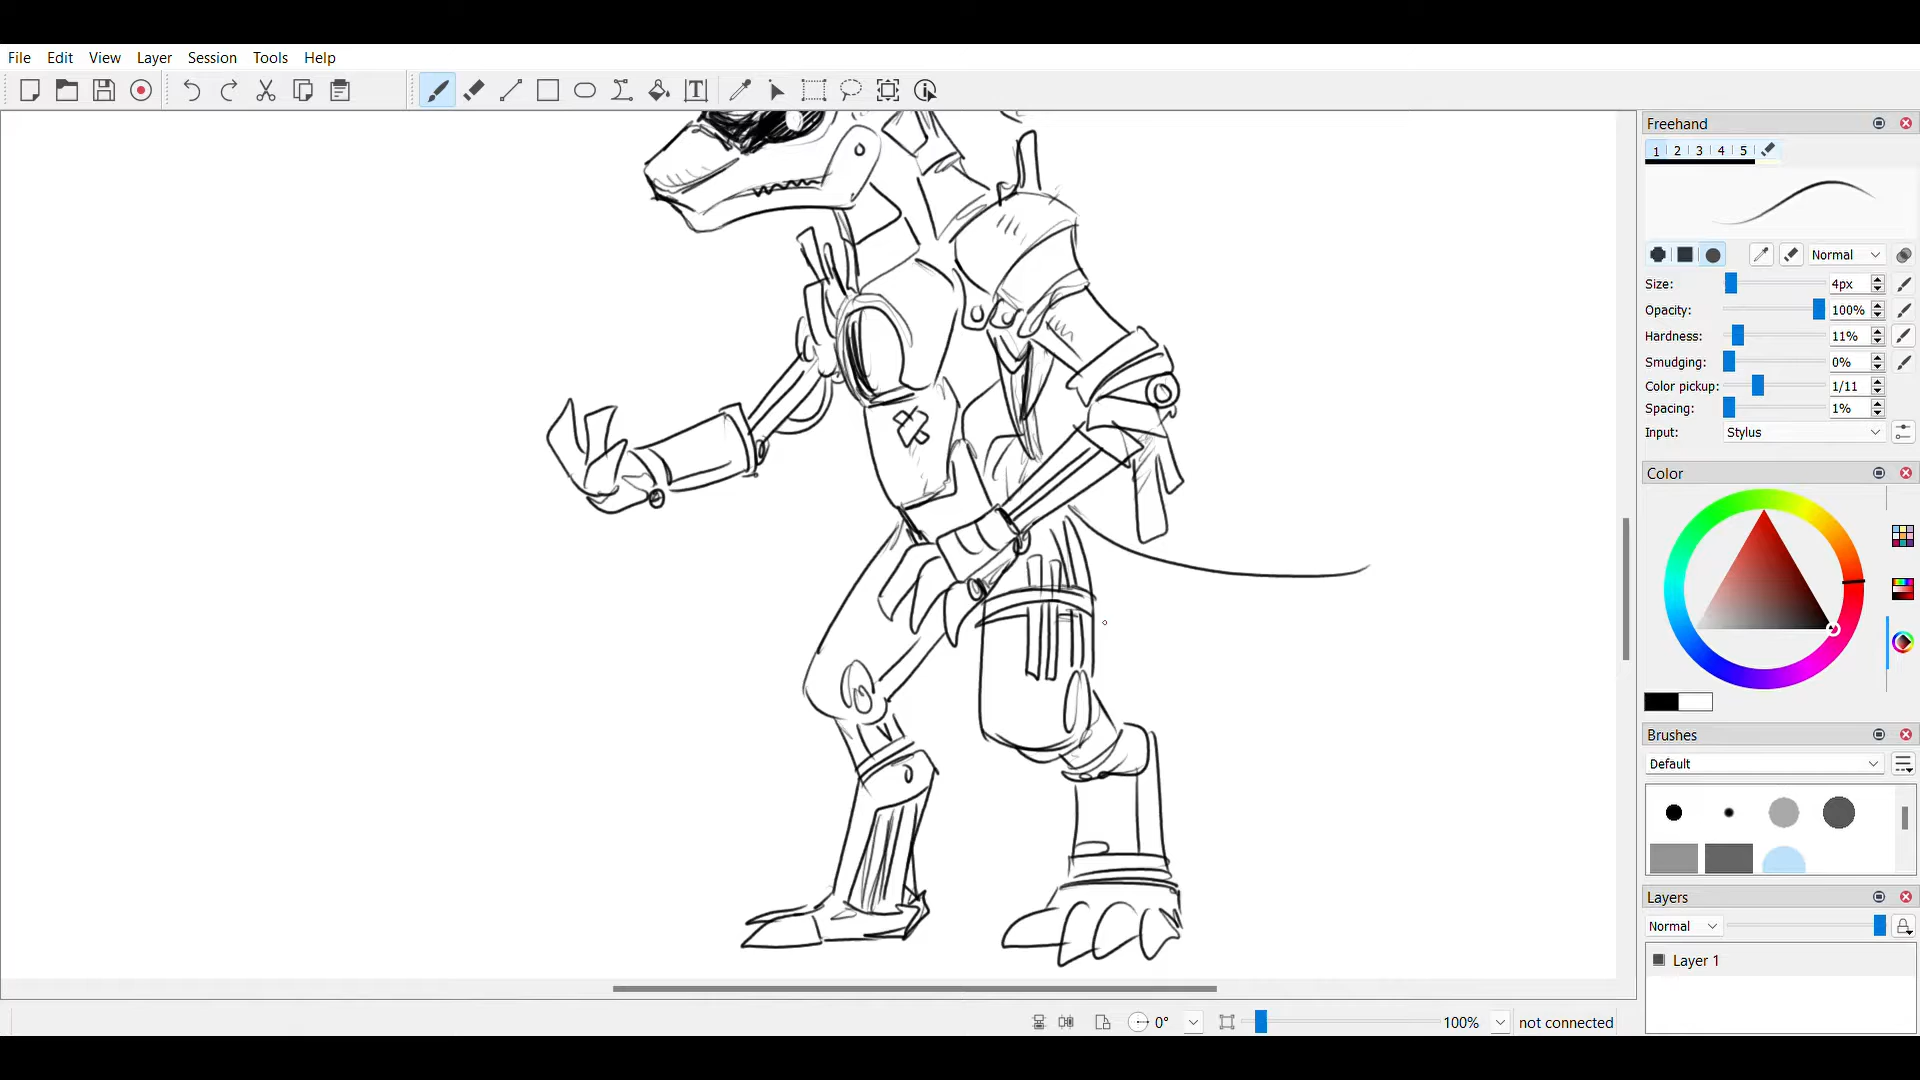 File Edit View Layer Session Tools Help
Freehand
1 2 3 4 5
Normal
Size: 4px
Opacity: 100%
Hardness: 11%
Smudging: 0%
Color pickup: 1/11
Spacing: 1%
Input: Stylus
Color
Brushes
Default
Layers
Normal
Layer 1
0° 100% not connected